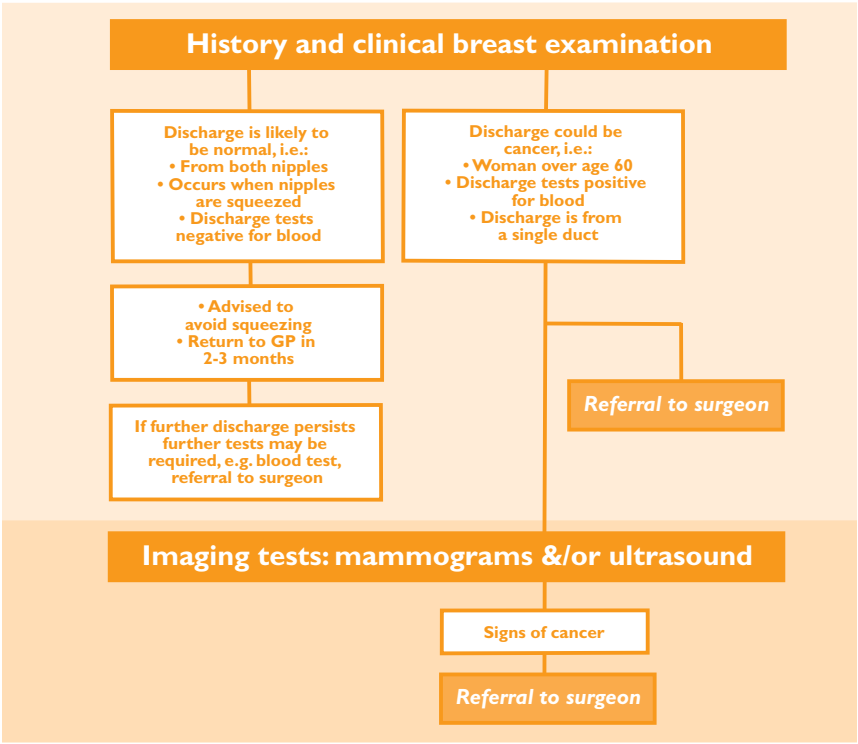 History and clinical breast examination
Discharge is likely to
be normal, i.e.:
• From both nipples
• Occurs when nipples
are squeezed
• Discharge tests
negative for blood
• Advised to
avoid squeezing
• Return to GP in
2-3 months
If further discharge persists
further tests may be
required, e.g. blood test,
referral to surgeon
Discharge could be
cancer, i.e.:
• Woman over age 60
• Discharge tests positive
for blood
• Discharge is from
a single duct
Referral to surgeon
Imaging tests: mammograms &/or ultrasound
Signs of cancer
Referral to surgeon